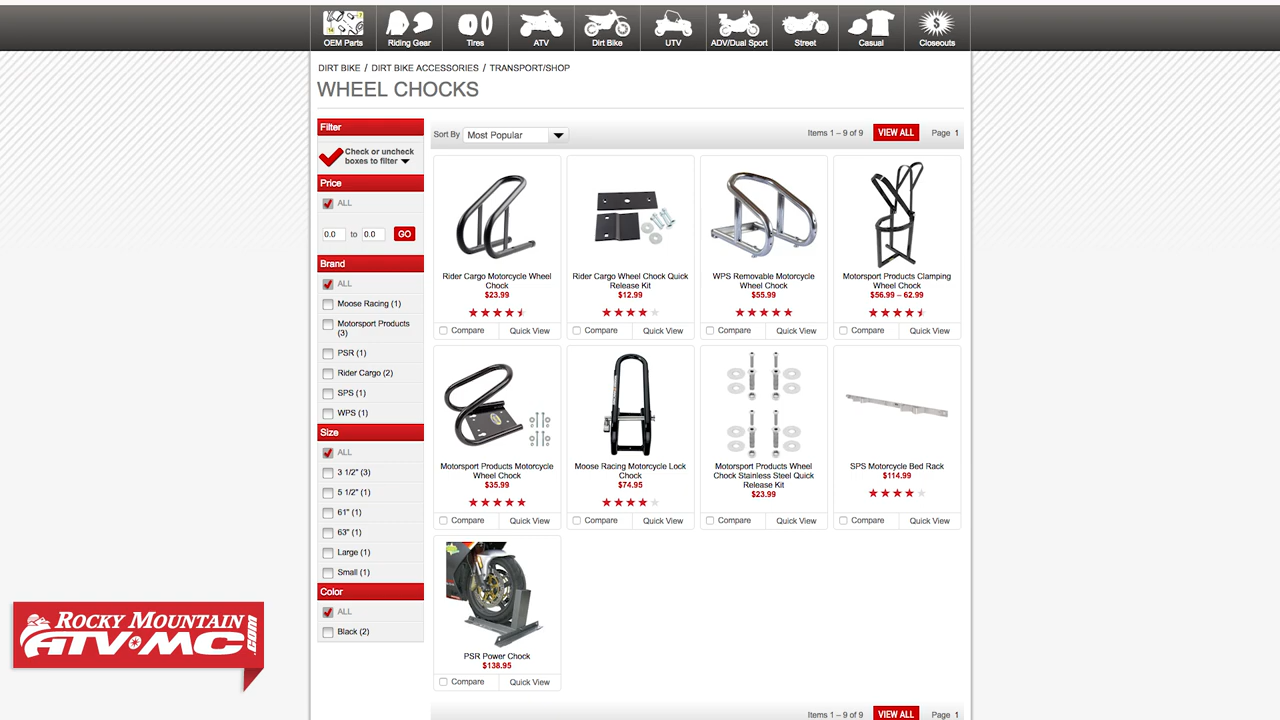 OEM Parts
Riding Gear
Tires
ATV
Dirt Bike
UTV
ADV/Dual Sport
Street
Casual
$
Closeouts
DIRT BIKE / DIRT BIKE ACCESSORIES / TRANSPORT/SHOP
WHEEL CHOCKS
Filter
Check or uncheck
boxes to filter
Price
ALL
0.0 to 0.0 GO
Brand
ALL
Moose Racing (1)
Motorsport Products
(3)
PSR (1)
Rider Cargo (2)
SPS (1)
WPS (1)
Size
ALL
3 1/2" (3)
5 1/2" (1)
61" (1)
63" (1)
Large (1)
Small (1)
Color
ALL
Black (2)
Sort By Most Popular
Items 1 – 9 of 9 VIEW ALL Page 1
Rider Cargo Motorcycle Wheel
Chock
$23.99
Compare Quick View
Rider Cargo Wheel Chock Quick
Release Kit
$12.99
Compare Quick View
WPS Removable Motorcycle
Wheel Chock
$55.99
Compare Quick View
Motorsport Products Clamping
Wheel Chock
$56.99 – 62.99
Compare Quick View
Motorsport Products Motorcycle
Wheel Chock
$35.99
Compare Quick View
Moose Racing Motorcycle Lock
Chock
$74.95
Compare Quick View
Motorsport Products Wheel
Chock Stainless Steel Quick
Release Kit
$23.99
Compare Quick View
SPS Motorcycle Bed Rack
$114.99
Compare Quick View
PSR Power Chock
$138.95
Compare Quick View
Items 1 – 9 of 9 VIEW ALL Page 1
ROCKY MOUNTAIN
ATV MC .com